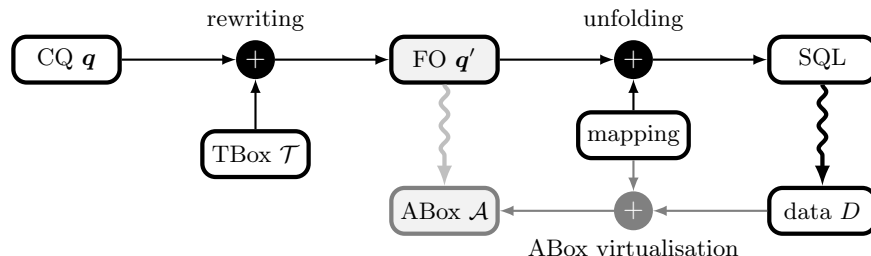 rewriting
unfolding
CQ q
+
FO q′
+
SQL
TBox 𝒯
mapping
ABox 𝒜
+
data D
ABox virtualisation